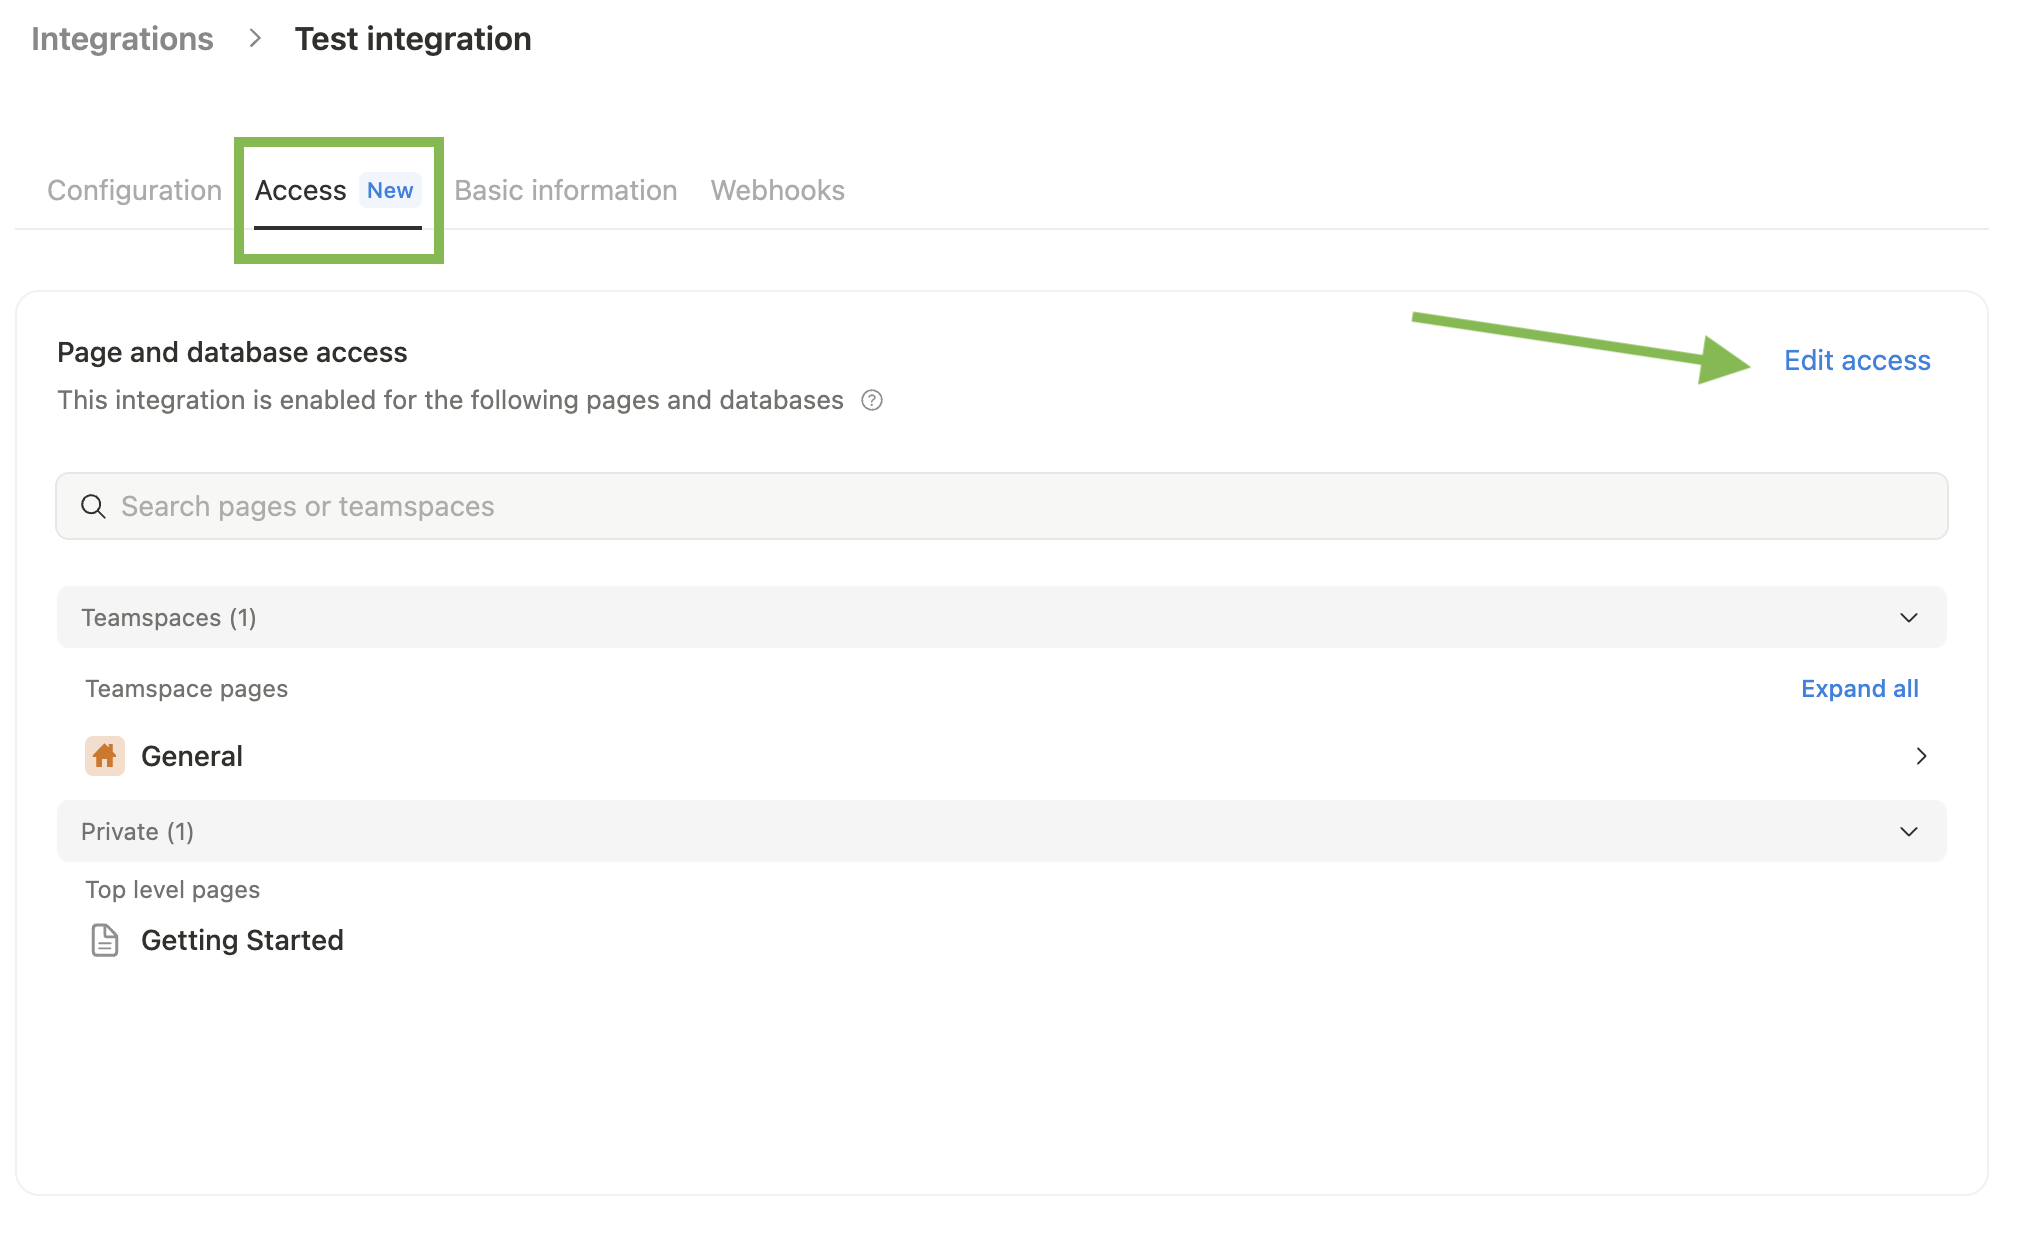 Integrations > Test integration
Configuration Access New Basic information Webhooks
Page and database access
Edit access
This integration is enabled for the following pages and databases ?
Search pages or teamspaces
Teamspaces (1)
Teamspace pages Expand all
General
Private (1)
Top level pages
Getting Started